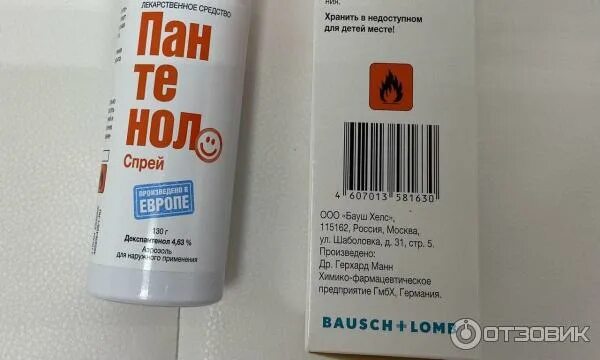 ЛЕКАРСТВЕННОЕ СРЕДСТВО
Пан
те
нол
Спрей
ПРОИЗВЕДЕНО В
ЕВРОПЕ
130 г
Декспантенол 4,63 %
Аэрозоль
для наружного применения
ния.
Хранить в недоступном
для детей месте!
4 607013 581630
ООО «Бауш Хелс»,
115162, Россия, Москва,
ул. Шаболовка, д. 31, стр. 5.
Произведено:
Др. Герхард Манн
Химико-фармацевтическое
предприятие ГмбХ, Германия.
BAUSCH+LOMB
ОТЗОВИК